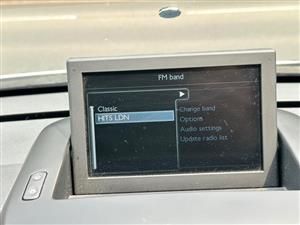 FM band
Classic
HITS LDN
Change band
Options
Audio settings
Update radio list